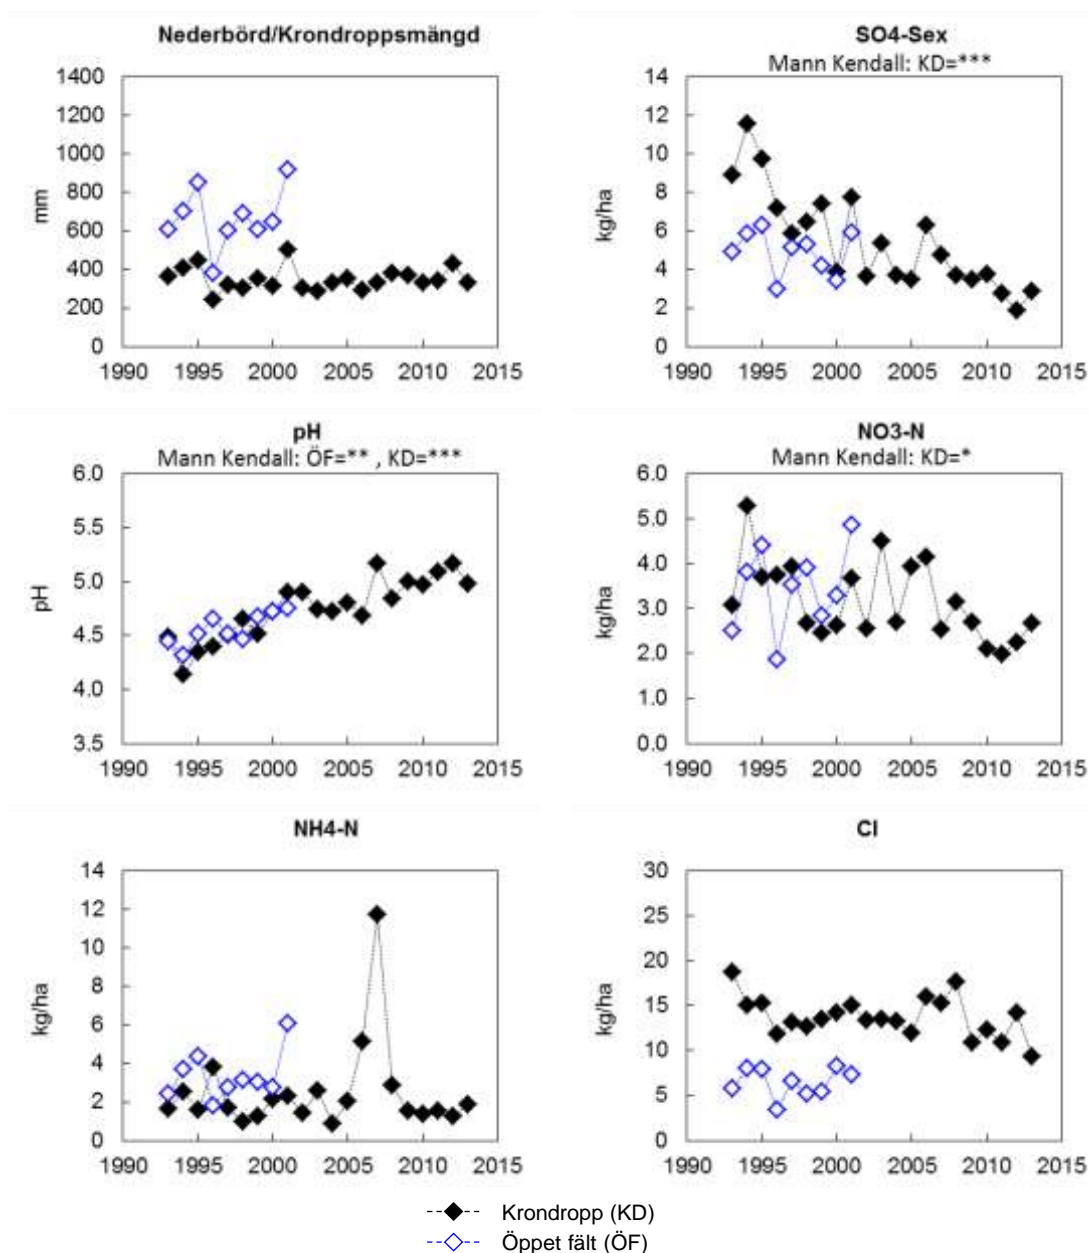 Nederbörd/Krondroppsmängd
1400
1200
1000
800
600
400
200
0
mm
1990 1995 2000 2005 2010 2015
SO4-Sex
Mann Kendall: KD=***
14
12
10
8
6
4
2
0
kg/ha
1990 1995 2000 2005 2010 2015
pH
Mann Kendall: ÖF=** , KD=***
6.0
5.5
5.0
4.5
4.0
3.5
pH
1990 1995 2000 2005 2010 2015
NO3-N
Mann Kendall: KD=*
6.0
5.0
4.0
3.0
2.0
1.0
0.0
kg/ha
1990 1995 2000 2005 2010 2015
NH4-N
14
12
10
8
6
4
2
0
kg/ha
1990 1995 2000 2005 2010 2015
Cl
30
25
20
15
10
5
0
kg/ha
1990 1995 2000 2005 2010 2015
Krondropp (KD)
Öppet fält (ÖF)